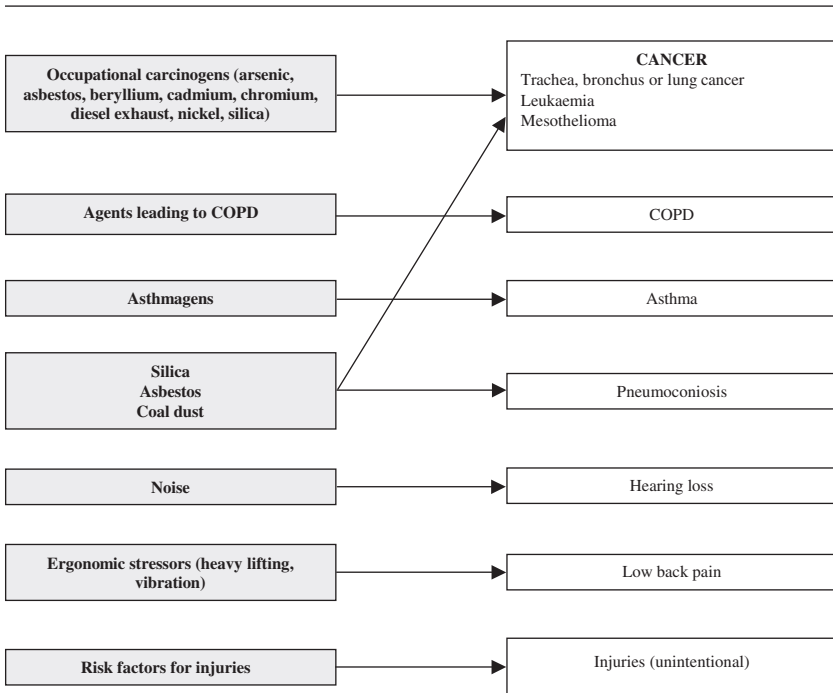 Occupational carcinogens (arsenic,
asbestos, beryllium, cadmium, chromium,
diesel exhaust, nickel, silica)
CANCER
Trachea, bronchus or lung cancer
Leukaemia
Mesothelioma
Agents leading to COPD
COPD
Asthmagens
Asthma
Silica
Asbestos
Coal dust
Pneumoconiosis
Noise
Hearing loss
Ergonomic stressors (heavy lifting,
vibration)
Low back pain
Risk factors for injuries
Injuries (unintentional)